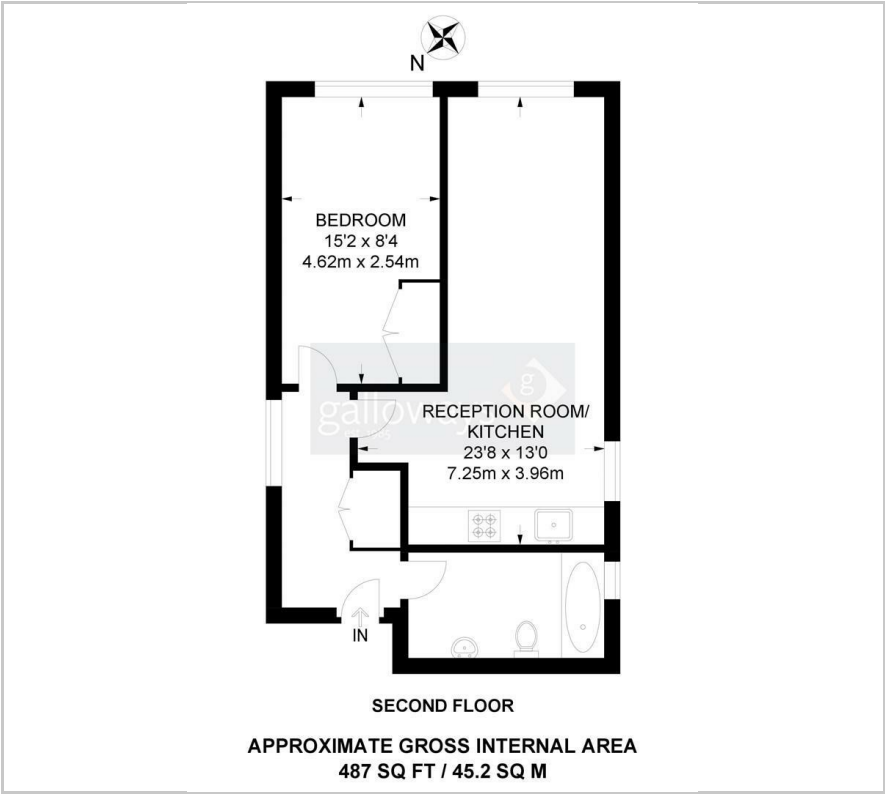 N
BEDROOM
15'2 x 8'4
4.62m x 2.54m
galloways
g
RECEPTION ROOM/
KITCHEN
23'8 x 13'0
7.25m x 3.96m
IN
SECOND FLOOR
APPROXIMATE GROSS INTERNAL AREA
487 SQ FT / 45.2 SQ M